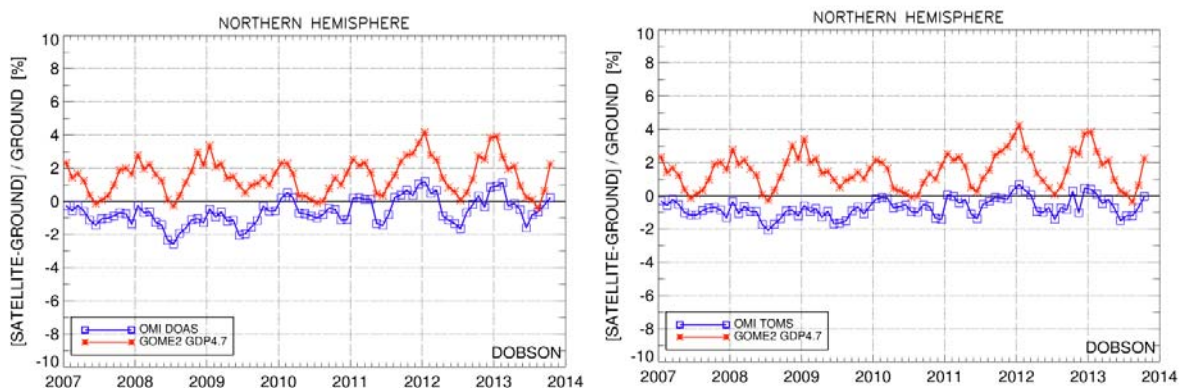 NORTHERN HEMISPHERE
[SATELLITE-GROUND] / GROUND [%]
10
8
6
4
2
0
-2
-4
-6
-8
-10
OMI DOAS
GOME2 GDP4.7
DOBSON
2007 2008 2009 2010 2011 2012 2013 2014
NORTHERN HEMISPHERE
[SATELLITE-GROUND] / GROUND [%]
10
8
6
4
2
0
-2
-4
-6
-8
-10
OMI TOMS
GOME2 GDP4.7
DOBSON
2007 2008 2009 2010 2011 2012 2013 2014